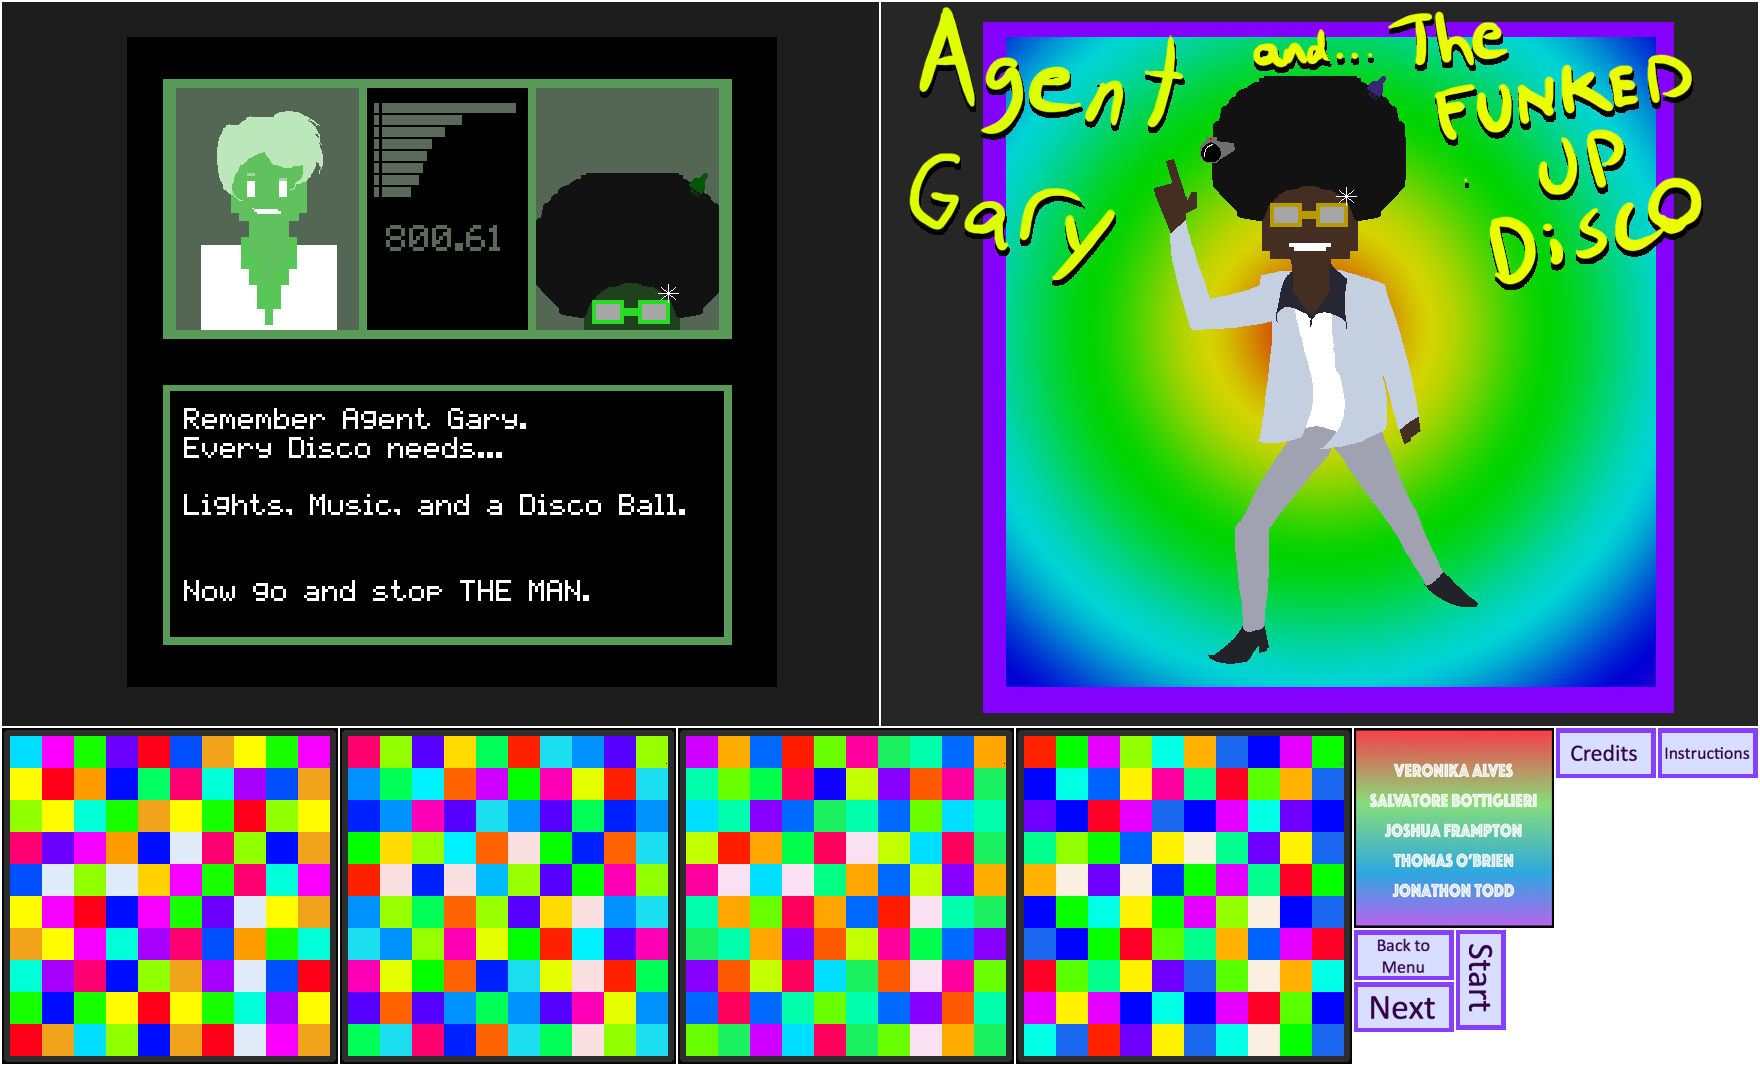 800.61
Remember Agent Gary.
Every Disco needs...
Lights, Music, and a Disco Ball.
Now go and stop THE MAN.
Agent
Gary
and... The
FUNKED
UP
Disco
VERONIKA ALVES
SALVATORE BOTTIGLIERI
JOSHUA FRAMPTON
THOMAS O'BRIEN
JONATHON TODD
Credits
Instructions
Back to
Menu
Next
Start